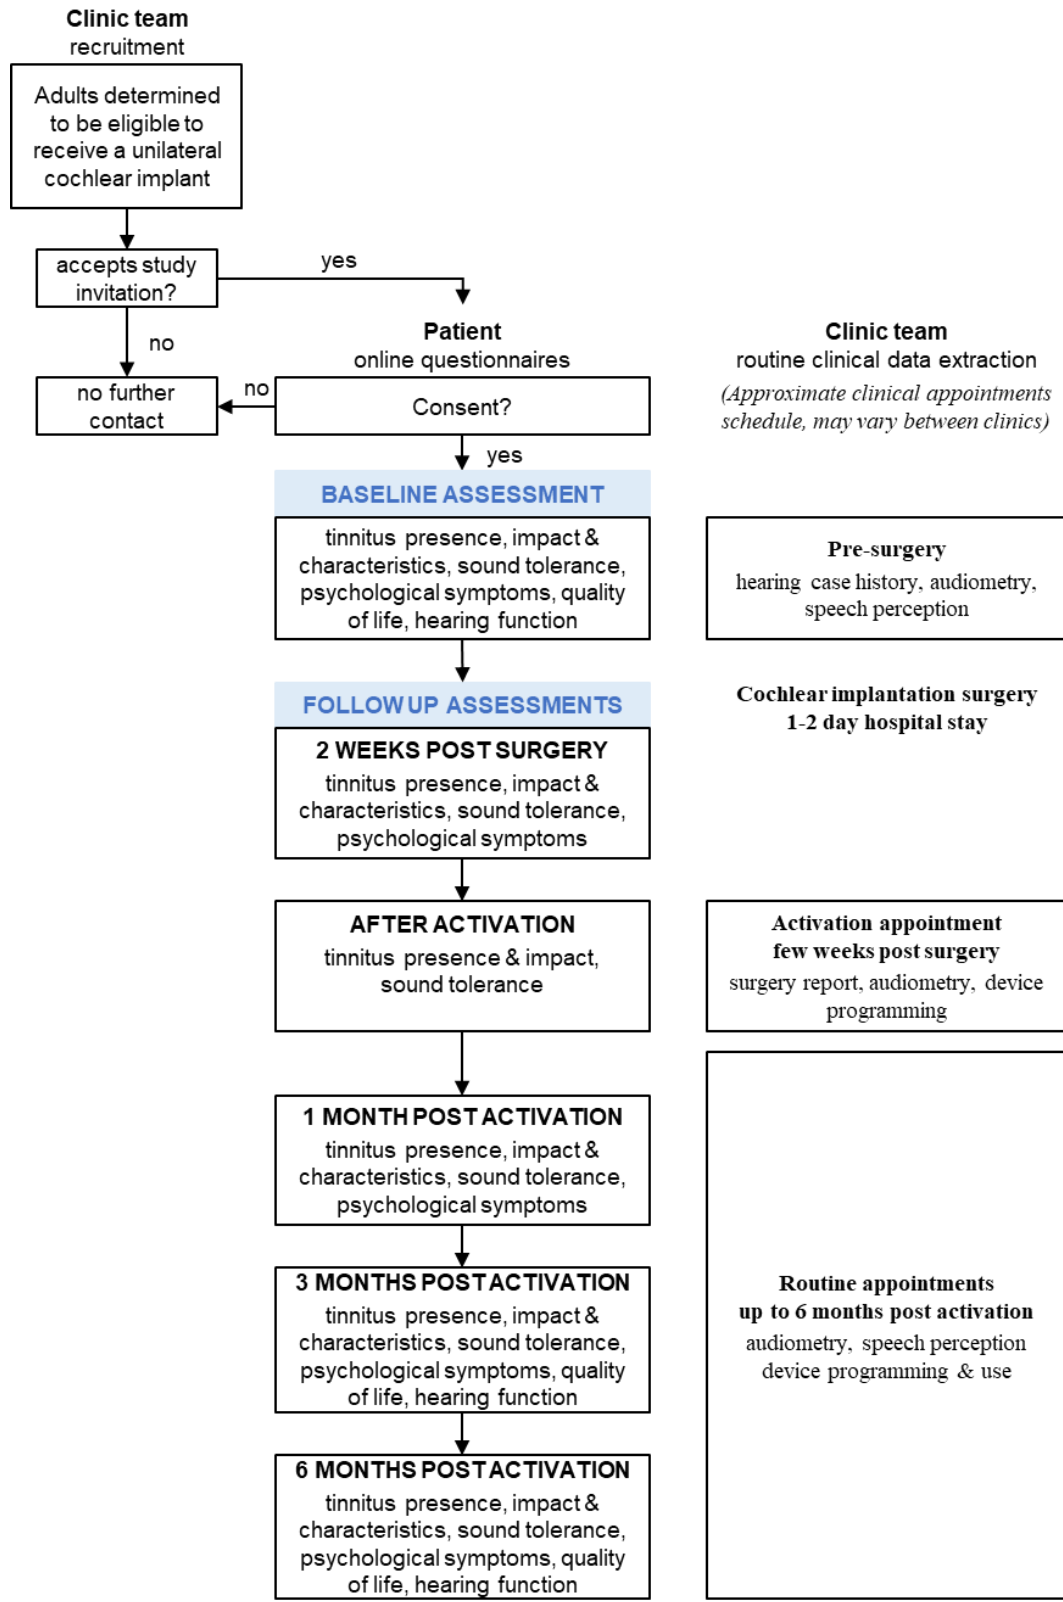 Clinic team
recruitment
Adults determined
to be eligible to
receive a unilateral
cochlear implant
accepts study
invitation?
yes
no
no further
contact
no
Patient
online questionnaires
Consent?
yes
Clinic team
routine clinical data extraction
(Approximate clinical appointments
schedule, may vary between clinics)
BASELINE ASSESSMENT
tinnitus presence, impact &
characteristics, sound tolerance,
psychological symptoms, quality
of life, hearing function
Pre-surgery
hearing case history, audiometry,
speech perception
FOLLOW UP ASSESSMENTS
Cochlear implantation surgery
1-2 day hospital stay
2 WEEKS POST SURGERY
tinnitus presence, impact &
characteristics, sound tolerance,
psychological symptoms
AFTER ACTIVATION
tinnitus presence & impact,
sound tolerance
Activation appointment
few weeks post surgery
surgery report, audiometry, device
programming
1 MONTH POST ACTIVATION
tinnitus presence, impact &
characteristics, sound tolerance,
psychological symptoms
3 MONTHS POST ACTIVATION
tinnitus presence, impact &
characteristics, sound tolerance,
psychological symptoms, quality
of life, hearing function
Routine appointments
up to 6 months post activation
audiometry, speech perception
device programming & use
6 MONTHS POST ACTIVATION
tinnitus presence, impact &
characteristics, sound tolerance,
psychological symptoms, quality
of life, hearing function